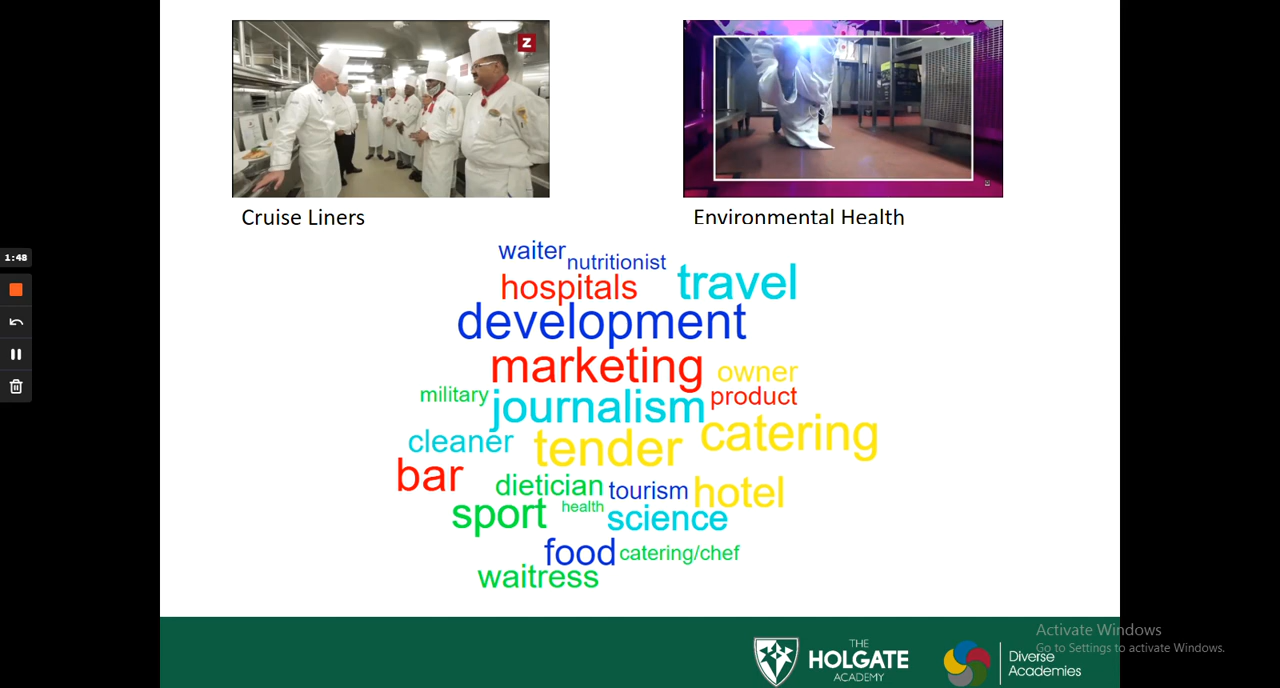 Z
Cruise Liners
Environmental Health
waiter
nutritionist
hospitals
travel
development
marketing
owner
military
journalism
product
cleaner
tender
catering
bar
dietician
tourism
hotel
sport
health
science
food
catering/chef
waitress
1:48
THE
HOLGATE
ACADEMY
Diverse
Academies
Activate Windows
Go to Settings to activate Windows.